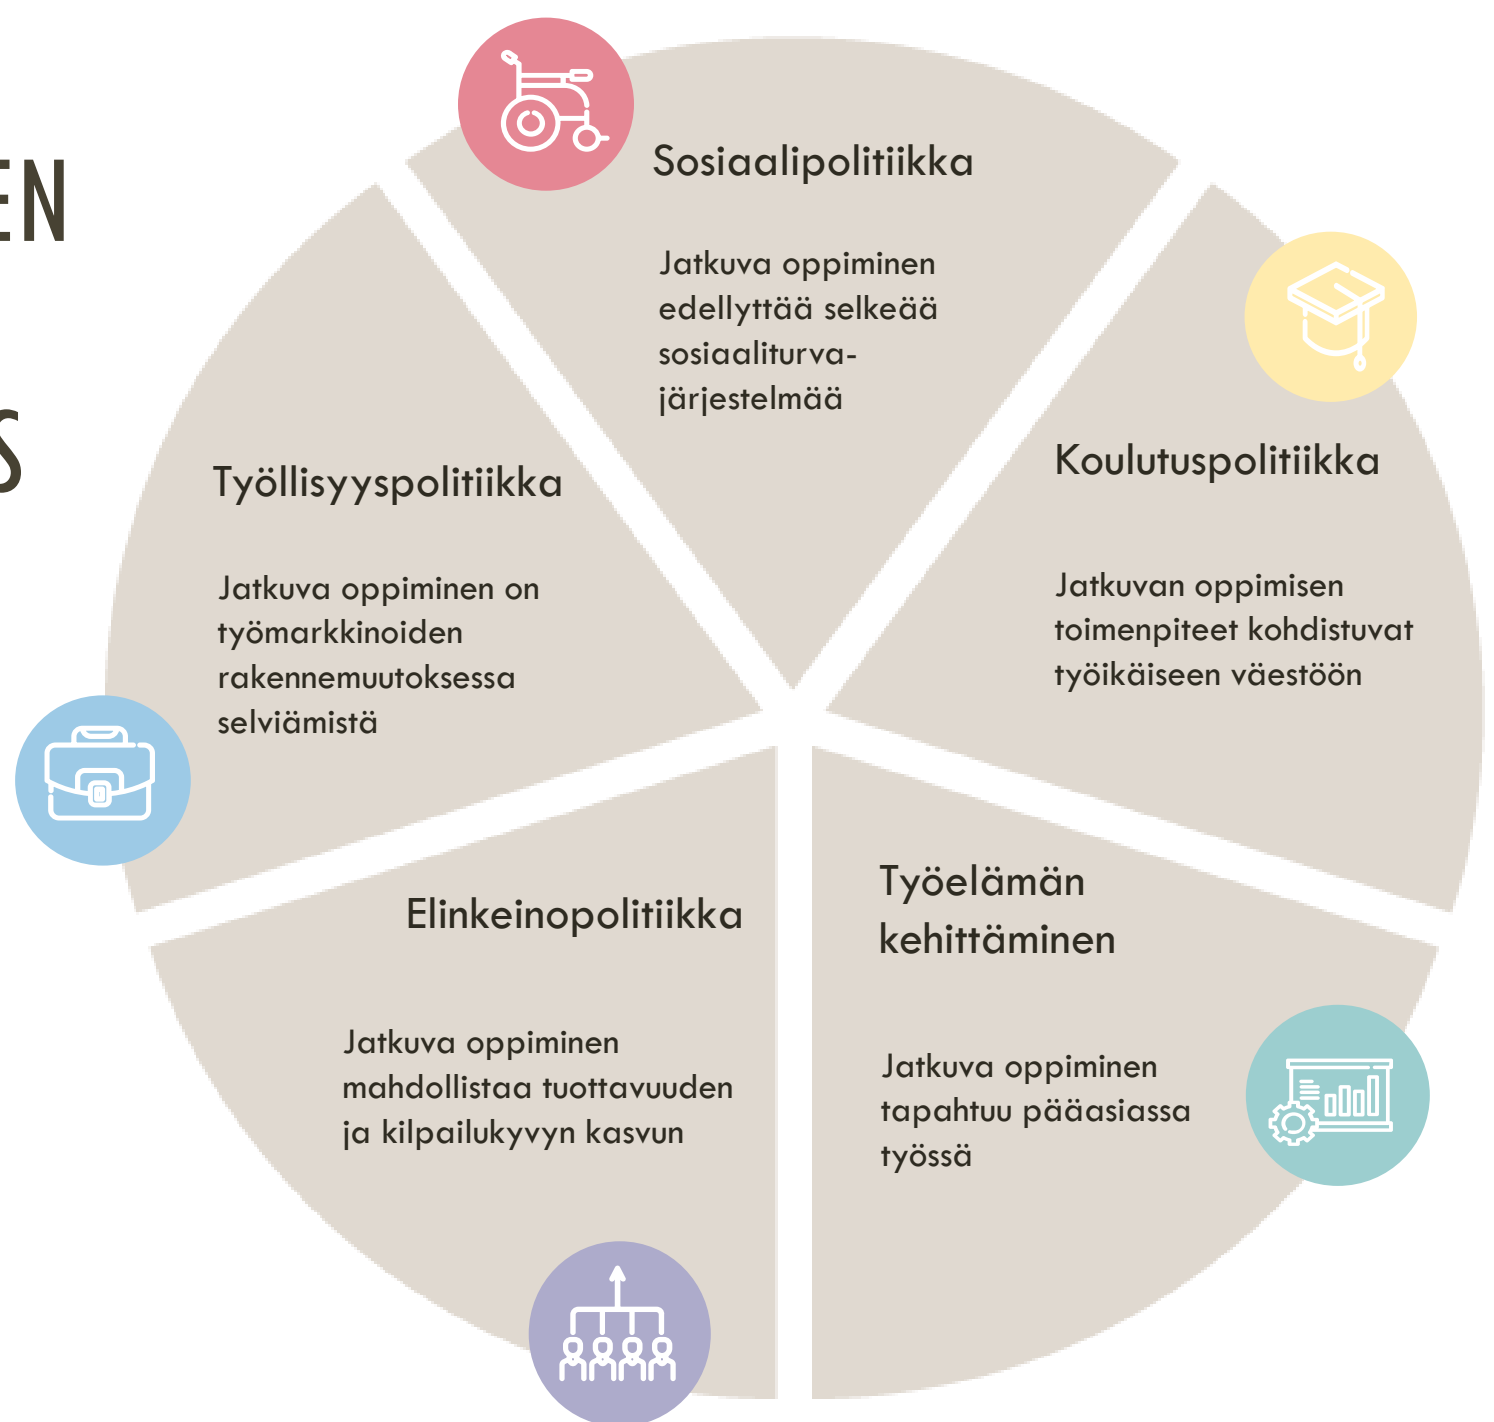 EN
S
Sosiaalipolitiikka
Jatkuva oppiminen
edellyttää selkeää
sosiaaliturva-
järjestelmää
Koulutuspolitiikka
Jatkuvan oppimisen
toimenpiteet kohdistuvat
työikäiseen väestöön
Työelämän
kehittäminen
Jatkuva oppiminen
tapahtuu pääasiassa
työssä
Elinkeinopolitiikka
Jatkuva oppiminen
mahdollistaa tuottavuuden
ja kilpailukyvyn kasvun
Työllisyyspolitiikka
Jatkuva oppiminen on
työmarkkinoiden
rakennemuutoksessa
selviämistä